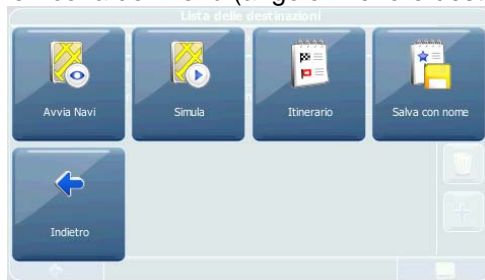 Lista delle destinazioni
Avvia Navi
Simula
Itinerario
Salva con nome
Indietro